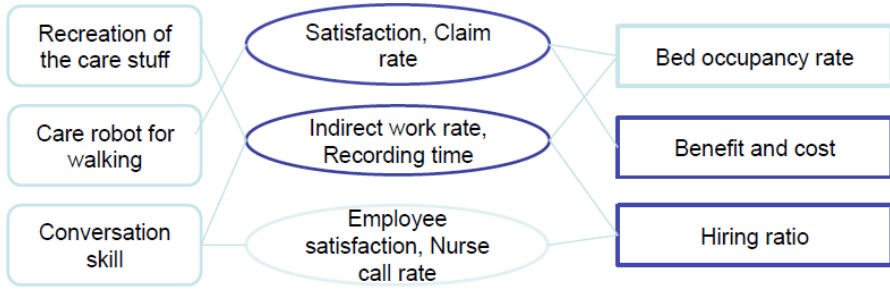 Recreation of
the care stuff
Satisfaction, Claim
rate
Bed occupancy rate
Care robot for
walking
Indirect work rate,
Recording time
Benefit and cost
Conversation
skill
Employee
satisfaction, Nurse
call rate
Hiring ratio